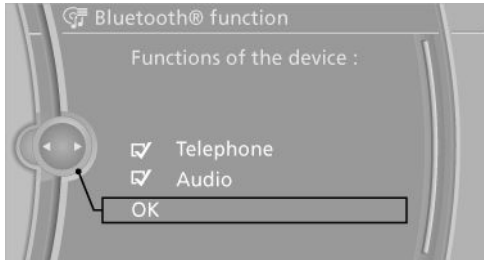 Bluetooth® function
Functions of the device :
Telephone
Audio
OK